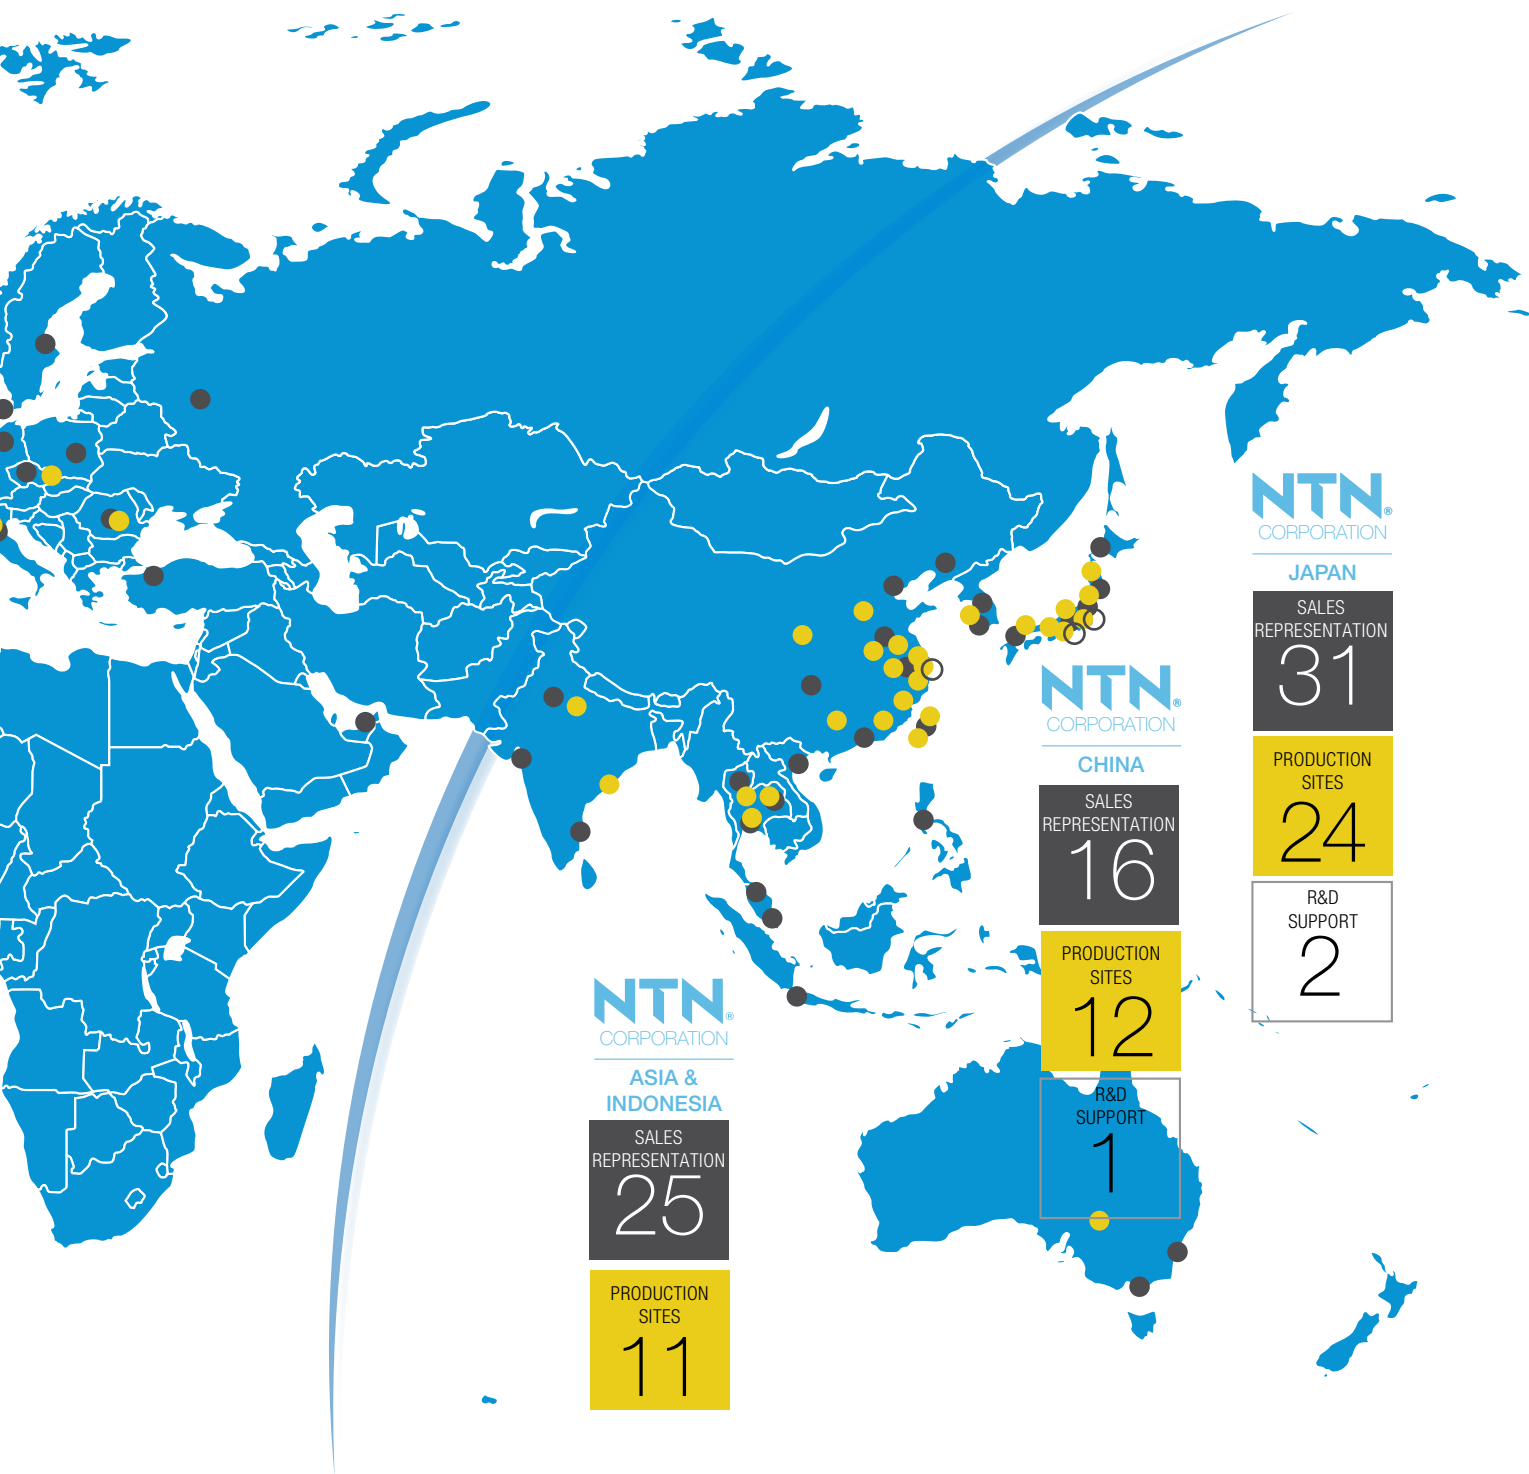 NTN®
CORPORATION
JAPAN
SALES
REPRESENTATION
31
PRODUCTION
SITES
24
R&D
SUPPORT
2
NTN®
CORPORATION
CHINA
SALES
REPRESENTATION
16
PRODUCTION
SITES
12
R&D
SUPPORT
1
NTN®
CORPORATION
ASIA &
INDONESIA
SALES
REPRESENTATION
25
PRODUCTION
SITES
11